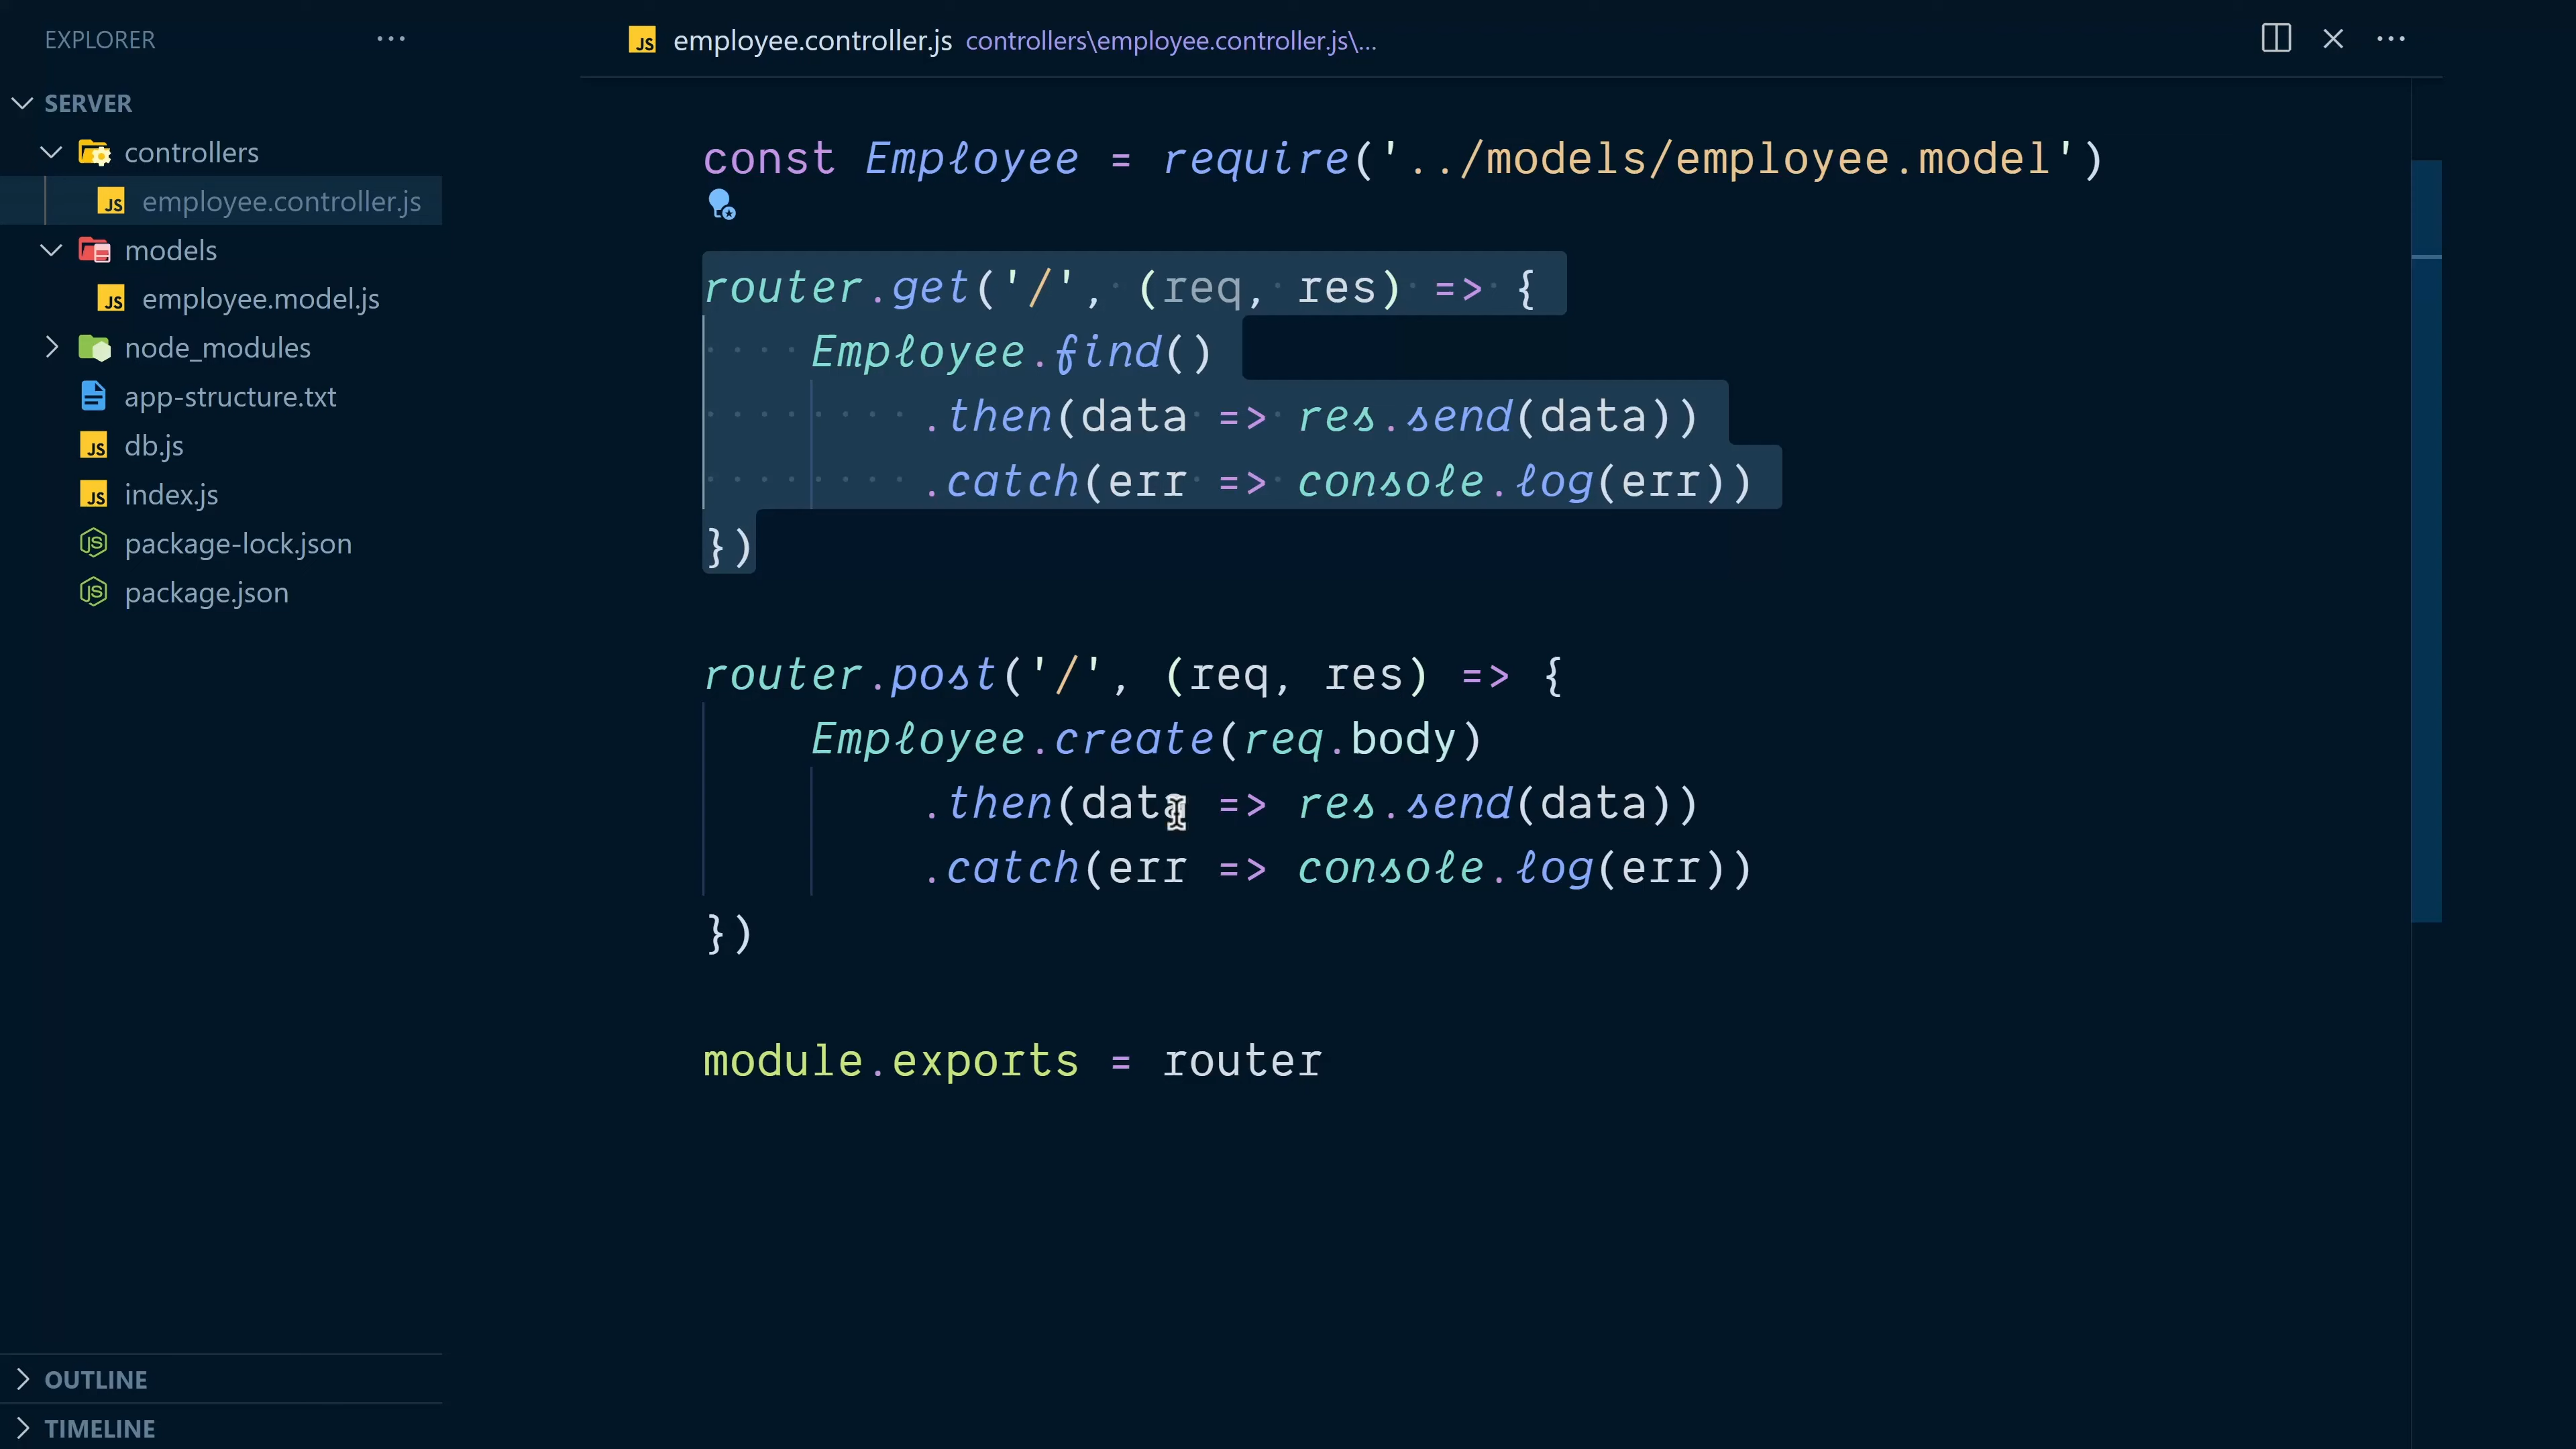 EXPLORER
SERVER
controllers
employee.controller.js
models
employee.model.js
node_modules
app-structure.txt
db.js
index.js
package-lock.json
package.json
OUTLINE
TIMELINE
employee.controller.js controllers\employee.controller.js\...
const Employee = require('../models/employee.model')
router.get('/', (req, res) => {
Employee.find()
.then(data => res.send(data))
.catch(err => console.log(err))
})
router.post('/', (req, res) => {
Employee.create(req.body)
.then(data => res.send(data))
.catch(err => console.log(err))
})
module.exports = router